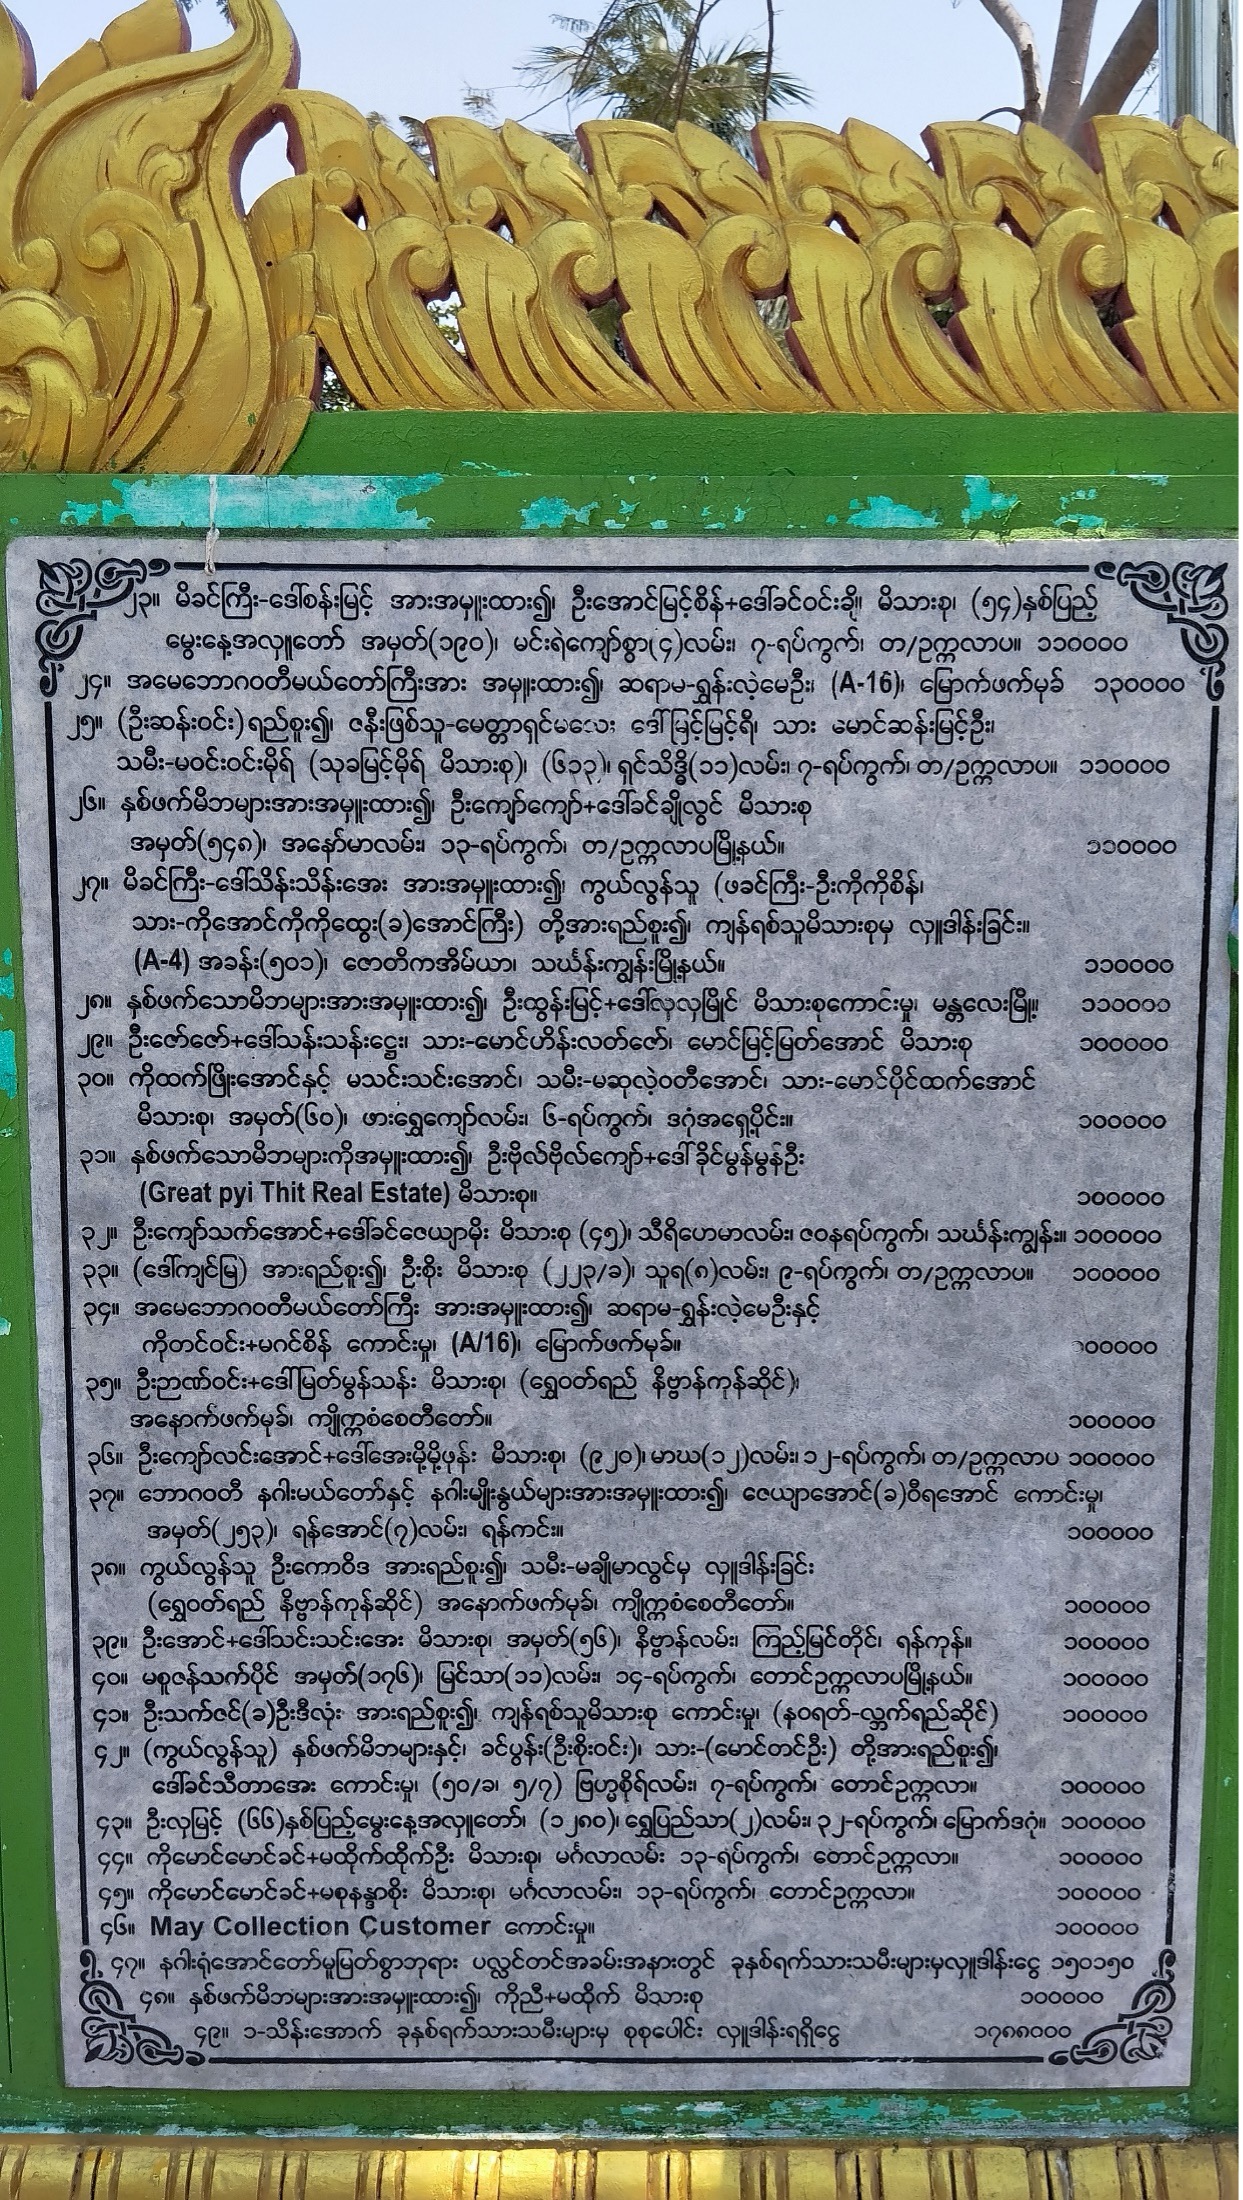 ၂၃။ မိခင်ကြီး-ဒေါ်စန်းမြင့် အားအမှူးထား၍၊ ဦးအောင်မြင့်စိန်+ဒေါ်ခင်ဝင်းချို။ မိသားစု၊ (၅၄)နှစ်ပြည့်
မွေးနေ့အလှူတော် အမှတ်(၁၉၀)၊ မင်းရဲကျော်စွာ(၄)လမ်း၊ ၇-ရပ်ကွက်၊ တ/ဥက္ကလာပ။ ၁၁၀၀၀၀
၂၄။ အမေဘောဂဝတီမယ်တော်ကြီးအား အမှူးထား၍၊ ဆရာမ-ရွှန်းလဲ့မေဦး၊ (A-16)၊ မြောက်ဖက်မုခ် ၁၃၀၀၀၀
၂၅။ (ဦးဆန်းဝင်း)ရည်စူး၍၊ ဇနီးဖြစ်သူ-မေတ္တာရှင်မလေး ဒေါ်မြင့်မြင့်ရီ၊ သား မောင်ဆန်းမြင့်ဦး၊
သမီး-မဝင်းဝင်းမိုရ် (သုခမြင့်မိုရ် မိသားစု)၊ (၆၁၃)၊ ရှင်သိဒ္ဓိ(၁၁)လမ်း၊ ၇-ရပ်ကွက်၊ တ/ဥက္ကလာပ။ ၁၁၀၀၀၀
၂၆။ နှစ်ဖက်မိဘများအားအမှူးထား၍၊ ဦးကျော်ကျော်+ဒေါ်ခင်ချိုလွင် မိသားစု
အမှတ်(၅၄၈)၊ အနော်မာလမ်း၊ ၁၃-ရပ်ကွက်၊ တ/ဥက္ကလာပမြို့နယ်။ ၁၁၀၀၀၀
၂၇။ မိခင်ကြီး-ဒေါ်သိန်းသိန်းအေး အားအမှူးထား၍၊ ကွယ်လွန်သူ (ဖခင်ကြီး-ဦးကိုကိုစိန်၊
သား-ကိုအောင်ကိုကိုထွေး(ခ)အောင်ကြီး) တို့အားရည်စူး၍၊ ကျန်ရစ်သူမိသားစုမှ လှူဒါန်းခြင်း။
(A-4) အခန်း(၅၀၁)၊ ဇောတိကအိမ်ယာ၊ သင်္ဃန်းကျွန်းမြို့နယ်။ ၁၁၀၀၀၀
၂၈။ နှစ်ဖက်သောမိဘများအားအမှူးထား၍၊ ဦးထွန်းမြင့်+ဒေါ်လှလှမြိုင် မိသားစုကောင်းမှု၊ မန္တလေးမြို့။ ၁၁၀၀၀၀
၂၉။ ဦးဇော်ဇော်+ဒေါ်သန်းသန်းဋ္ဌေး၊ သား-မောင်ဟိန်းလတ်ဇော်၊ မောင်မြင့်မြတ်အောင် မိသားစု ၁၀၀၀၀၀
၃၀။ ကိုထက်ဖြိုးအောင်နှင့် မသင်းသင်းအောင်၊ သမီး-မဆုလဲ့ဝတီအောင်၊ သား-မောင်ပိုင်ထက်အောင်
မိသားစု၊ အမှတ်(၆၀)၊ ဖားရွှေကျော်လမ်း၊ ၆-ရပ်ကွက်၊ ဒဂုံအရှေ့ပိုင်း။ ၁၀၀၀၀၀
၃၁။ နှစ်ဖက်သောမိဘများကိုအမှူးထား၍၊ ဦးဗိုလ်ဗိုလ်ကျော်+ဒေါ်ခိုင်မွန်မွန်ဦး
(Great pyi Thit Real Estate) မိသားစု။ ၁၀၀၀၀၀
၃၂။ ဦးကျော်သက်အောင်+ဒေါ်ခင်ဇေယျာမိုး မိသားစု (၄၅)၊ သီရိဟေမာလမ်း၊ ဇဝနရပ်ကွက်၊ သင်္ဃန်းကျွန်း။ ၁၀၀၀၀၀
၃၃။ (ဒေါ်ကျင်မြ) အားရည်စူး၍၊ ဦးစိုး မိသားစု (၂၂၃/ခ)၊ သူရ(၈)လမ်း၊ ၉-ရပ်ကွက်၊ တ/ဥက္ကလာပ။ ၁၀၀၀၀၀
၃၄။ အမေဘောဂဝတီမယ်တော်ကြီး အားအမှူးထား၍၊ ဆရာမ-ရွှန်းလဲ့မေဦးနှင့်
ကိုတင်ဝင်း+မဂင်စိန် ကောင်းမှု၊ (A/16)၊ မြောက်ဖက်မုခ်။ ၁၀၀၀၀၀
၃၅။ ဦးဉာဏ်ဝင်း+ဒေါ်မြတ်မွန်သန်း မိသားစု၊ (ရွှေဝတ်ရည် နိဗ္ဗာန်ကုန်ဆိုင်)၊
အနောက်ဖက်မုခ်၊ ကျိုက္ကစံစေတီတော်။ ၁၀၀၀၀၀
၃၆။ ဦးကျော်လင်းအောင်+ဒေါ်အေးမို့မို့ဖုန်း မိသားစု၊ (၉၂၀)၊ မာဃ(၁၂)လမ်း၊ ၁၂-ရပ်ကွက်၊ တ/ဥက္ကလာပ ၁၀၀၀၀၀
၃၇။ ဘောဂဝတီ နဂါးမယ်တော်နှင့် နဂါးမျိုးနွယ်များအားအမှူးထား၍၊ ဇေယျာအောင်(ခ)ဝီရအောင် ကောင်းမှု၊
အမှတ်(၂၅၃)၊ ရန်အောင်(၇)လမ်း၊ ရန်ကင်း။ ၁၀၀၀၀၀
၃၈။ ကွယ်လွန်သူ ဦးကောဝိဒ အားရည်စူး၍၊ သမီး-မချိုမာလွင်မှ လှူဒါန်းခြင်း
(ရွှေဝတ်ရည် နိဗ္ဗာန်ကုန်ဆိုင်) အနောက်ဖက်မုခ်၊ ကျိုက္ကစံစေတီတော်။ ၁၀၀၀၀၀
၃၉။ ဦးအောင်+ဒေါ်သင်းသင်းအေး မိသားစု၊ အမှတ်(၅၆)၊ နိဗ္ဗာန်လမ်း၊ ကြည့်မြင်တိုင်၊ ရန်ကုန်။ ၁၀၀၀၀၀
၄၀။ မစူဇန်သက်ပိုင် အမှတ်(၁၇၆)၊ မြင်သာ(၁၁)လမ်း၊ ၁၄-ရပ်ကွက်၊ တောင်ဥက္ကလာပမြို့နယ်။ ၁၀၀၀၀၀
၄၁။ ဦးသက်ဇင်(ခ)ဦးဒီလုံး အားရည်စူး၍၊ ကျန်ရစ်သူမိသားစု ကောင်းမှု၊ (နဝရတ်-လ္ဘက်ရည်ဆိုင်) ၁၀၀၀၀၀
၄၂။ (ကွယ်လွန်သူ) နှစ်ဖက်မိဘများနှင့်၊ ခင်ပွန်း(ဦးစိုးဝင်း)၊ သား-(မောင်တင်ဦး) တို့အားရည်စူး၍၊
ဒေါ်ခင်သီတာအေး ကောင်းမှု၊ (၅၀/ခ၊ ၅/၇) ဗြဟ္မစိုရ်လမ်း၊ ၇-ရပ်ကွက်၊ တောင်ဥက္ကလာ။ ၁၀၀၀၀၀
၄၃။ ဦးလှမြင့် (၆၆)နှစ်ပြည့်မွေးနေ့အလှူတော်၊ (၁၂၈၀)၊ ရွှေပြည်သာ(၂)လမ်း၊ ၃၂-ရပ်ကွက်၊ မြောက်ဒဂုံ။ ၁၀၀၀၀၀
၄၄။ ကိုမောင်မောင်ခင်+မထိုက်ထိုက်ဦး မိသားစု၊ မင်္ဂလာလမ်း ၁၃-ရပ်ကွက်၊ တောင်ဥက္ကလာ။ ၁၀၀၀၀၀
၄၅။ ကိုမောင်မောင်ခင်+မစုနန္ဒာစိုး မိသားစု၊ မင်္ဂလာလမ်း၊ ၁၃-ရပ်ကွက်၊ တောင်ဥက္ကလာ။ ၁၀၀၀၀၀
၄၆။ May Collection Customer ကောင်းမှု။ ၁၀၀၀၀၀
၄၇။ နဂါးရုံအောင်တော်မူမြတ်စွာဘုရား ပလ္လင်တင်အခမ်းအနားတွင် ခုနှစ်ရက်သားသမီးများမှလှူဒါန်းငွေ ၁၅၀၁၅၀
၄၈။ နှစ်ဖက်မိဘများအားအမှူးထား၍၊ ကိုညီ+မထိုက် မိသားစု ၁၀၀၀၀၀
၄၉။ ၁-သိန်းအောက် ခုနှစ်ရက်သားသမီးများမှ စုစုပေါင်း လှူဒါန်းရရှိငွေ ၁၇၈၈၀၀၀